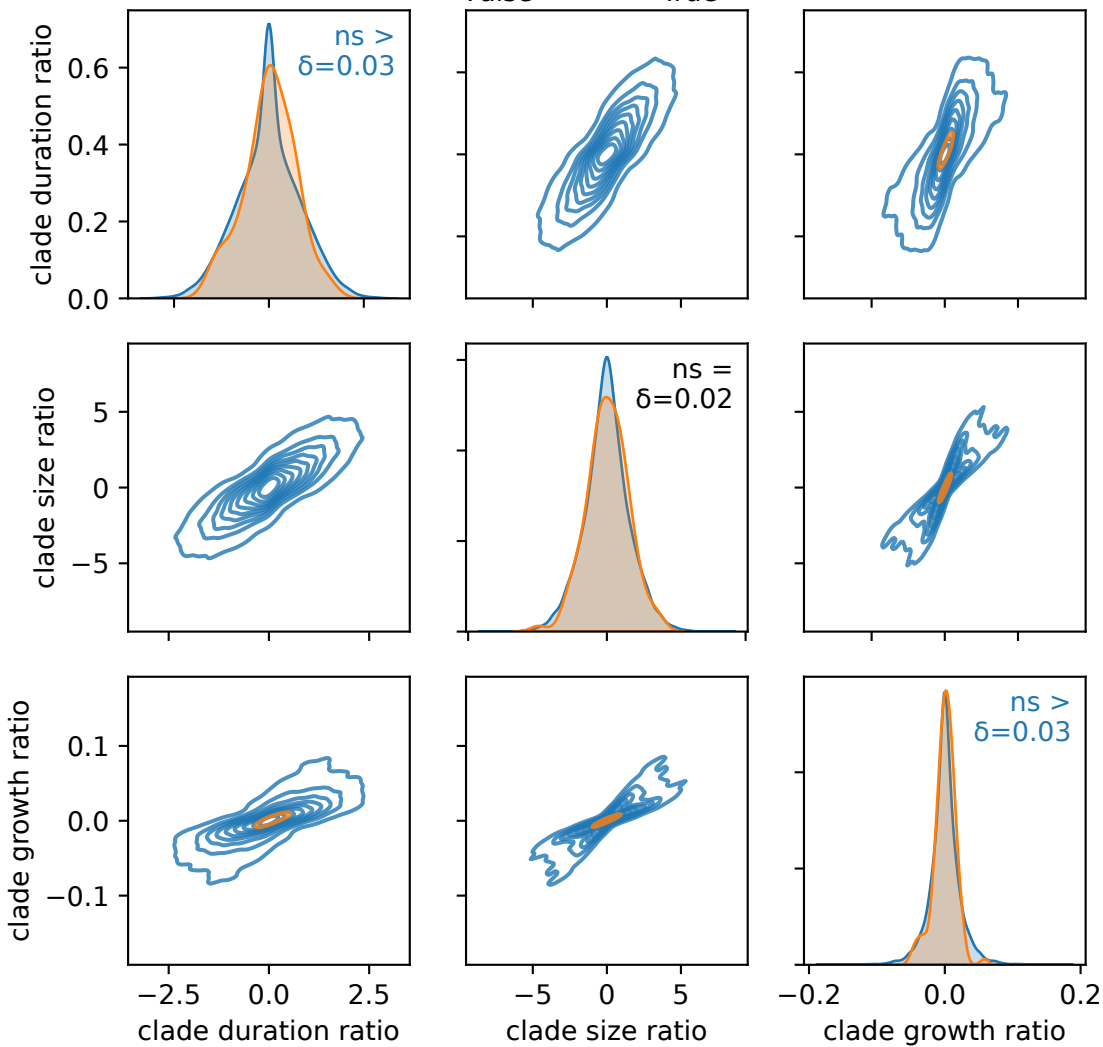 ns >
δ=0.03
clade duration ratio
0.6
0.4
0.2
0.0
ns =
δ=0.02
clade size ratio
5
0
−5
ns >
δ=0.03
clade growth ratio
0.1
0.0
−0.1
−2.5 0.0 2.5
−5 0 5
−0.2 0.0 0.2
clade duration ratio
clade size ratio
clade growth ratio